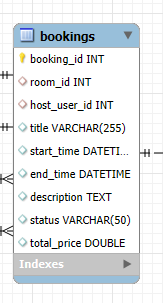 bookings
booking_id INT
room_id INT
host_user_id INT
title VARCHAR(255)
start_time DATETI...
end_time DATETIME
description TEXT
status VARCHAR(50)
total_price DOUBLE
Indexes